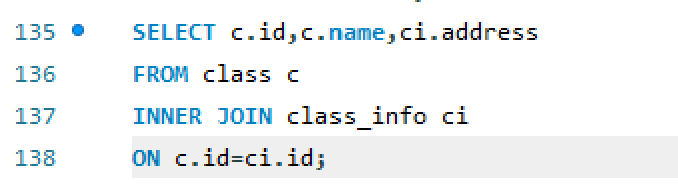 135 SELECT c.id,c.name,ci.address
136 FROM class c
137 INNER JOIN class_info ci
138 ON c.id=ci.id;